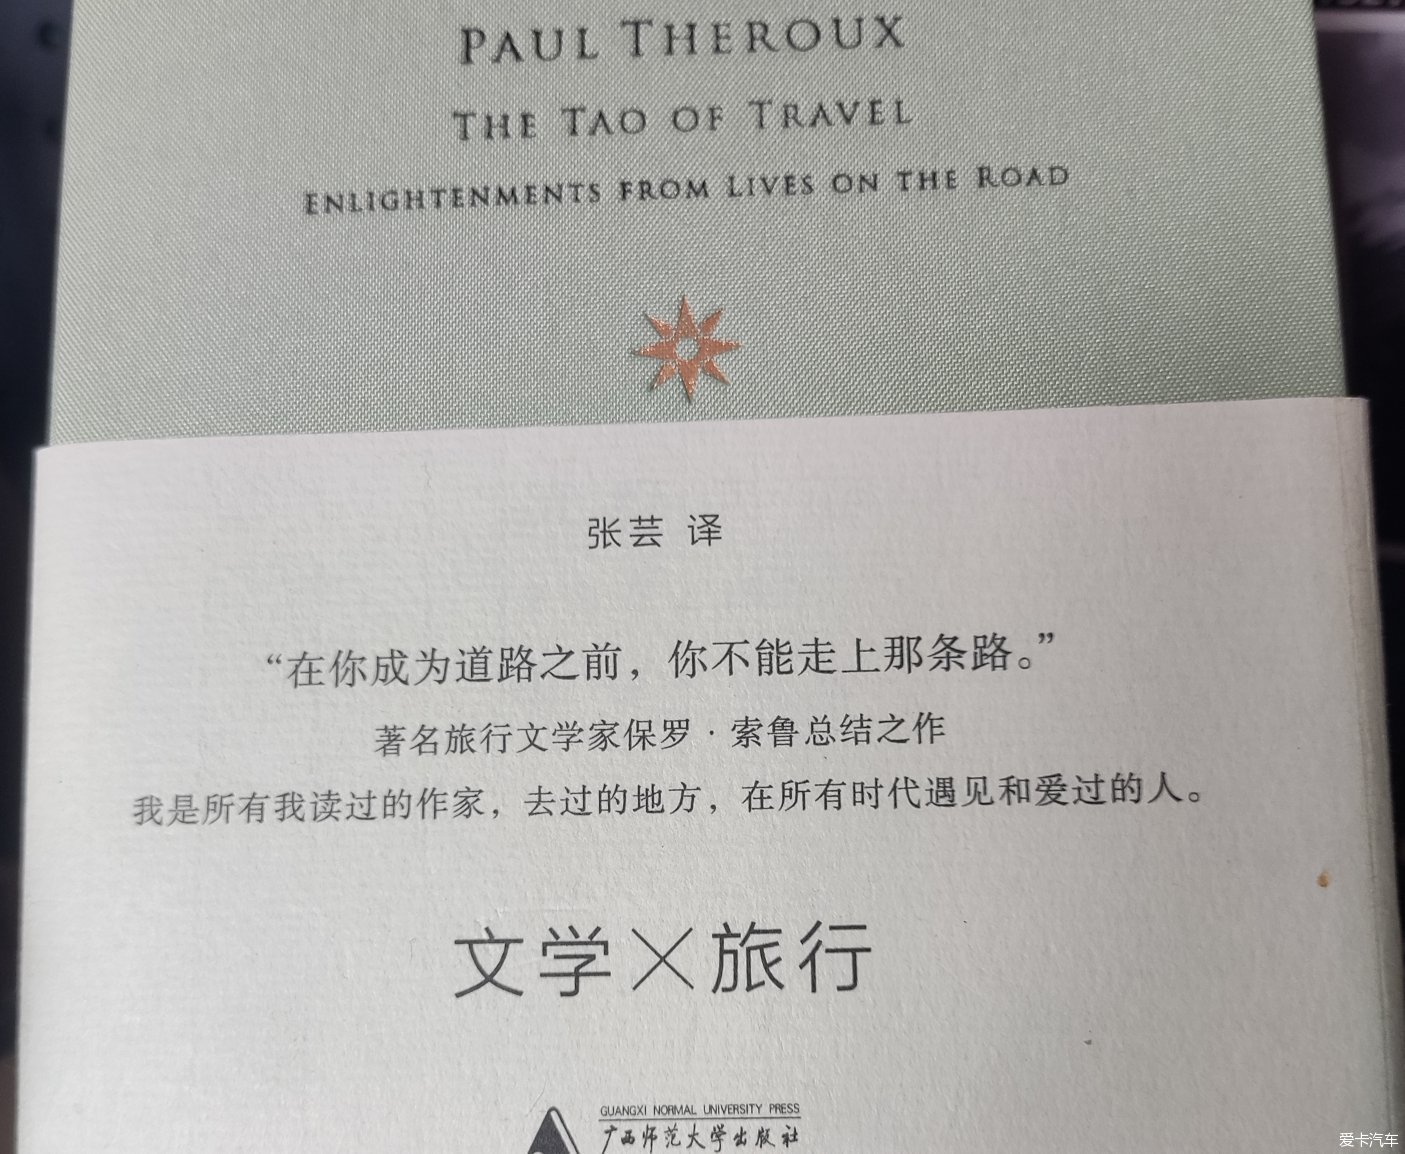 PAUL THEROUX
THE TAO OF TRAVEL
ENLIGHTENMENTS FROM LIVES ON THE ROAD
张芸 译
“在你成为道路之前，你不能走上那条路。”
著名旅行文学家保罗·索鲁总结之作
我是所有我读过的作家，去过的地方，在所有时代遇见和爱过的人。
文学×旅行
GUANGXI NORMAL UNIVERSITY PRESS
广西师范大学出版社
爱卡汽车